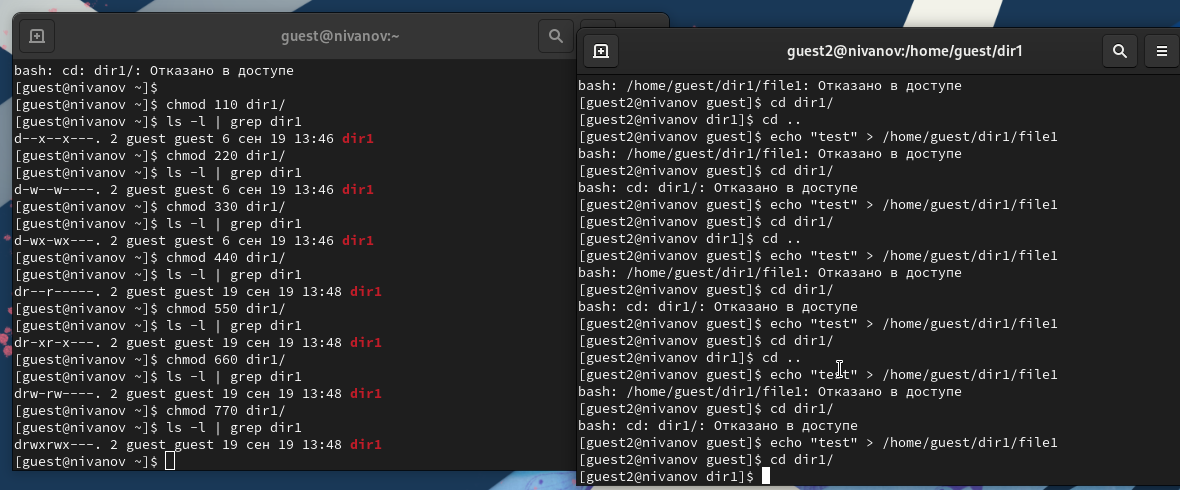 guest@nivanov:~
bash: cd: dir1/: Отказано в доступе
[guest@nivanov ~]$
[guest@nivanov ~]$ chmod 110 dir1/
[guest@nivanov ~]$ ls -l | grep dir1
d--x--x---. 2 guest guest 6 сен 19 13:46 dir1
[guest@nivanov ~]$ chmod 220 dir1/
[guest@nivanov ~]$ ls -l | grep dir1
d-w--w----. 2 guest guest 6 сен 19 13:46 dir1
[guest@nivanov ~]$ chmod 330 dir1/
[guest@nivanov ~]$ ls -l | grep dir1
d-wx-wx---. 2 guest guest 6 сен 19 13:46 dir1
[guest@nivanov ~]$ chmod 440 dir1/
[guest@nivanov ~]$ ls -l | grep dir1
dr--r-----. 2 guest guest 19 сен 19 13:48 dir1
[guest@nivanov ~]$ chmod 550 dir1/
[guest@nivanov ~]$ ls -l | grep dir1
dr-xr-x---. 2 guest guest 19 сен 19 13:48 dir1
[guest@nivanov ~]$ chmod 660 dir1/
[guest@nivanov ~]$ ls -l | grep dir1
drw-rw----. 2 guest guest 19 сен 19 13:48 dir1
[guest@nivanov ~]$ chmod 770 dir1/
[guest@nivanov ~]$ ls -l | grep dir1
drwxrwx---. 2 guest guest 19 сен 19 13:48 dir1
[guest@nivanov ~]$
guest2@nivanov:/home/guest/dir1
bash: /home/guest/dir1/file1: Отказано в доступе
[guest2@nivanov guest]$ cd dir1/
[guest2@nivanov dir1]$ cd ..
[guest2@nivanov guest]$ echo "test" > /home/guest/dir1/file1
bash: /home/guest/dir1/file1: Отказано в доступе
[guest2@nivanov guest]$ cd dir1/
bash: cd: dir1/: Отказано в доступе
[guest2@nivanov guest]$ echo "test" > /home/guest/dir1/file1
[guest2@nivanov guest]$ cd dir1/
[guest2@nivanov dir1]$ cd ..
[guest2@nivanov guest]$ echo "test" > /home/guest/dir1/file1
bash: /home/guest/dir1/file1: Отказано в доступе
[guest2@nivanov guest]$ cd dir1/
bash: cd: dir1/: Отказано в доступе
[guest2@nivanov guest]$ echo "test" > /home/guest/dir1/file1
[guest2@nivanov guest]$ cd dir1/
[guest2@nivanov dir1]$ cd ..
[guest2@nivanov guest]$ echo "test" > /home/guest/dir1/file1
bash: /home/guest/dir1/file1: Отказано в доступе
[guest2@nivanov guest]$ cd dir1/
bash: cd: dir1/: Отказано в доступе
[guest2@nivanov guest]$ echo "test" > /home/guest/dir1/file1
[guest2@nivanov guest]$ cd dir1/
[guest2@nivanov dir1]$